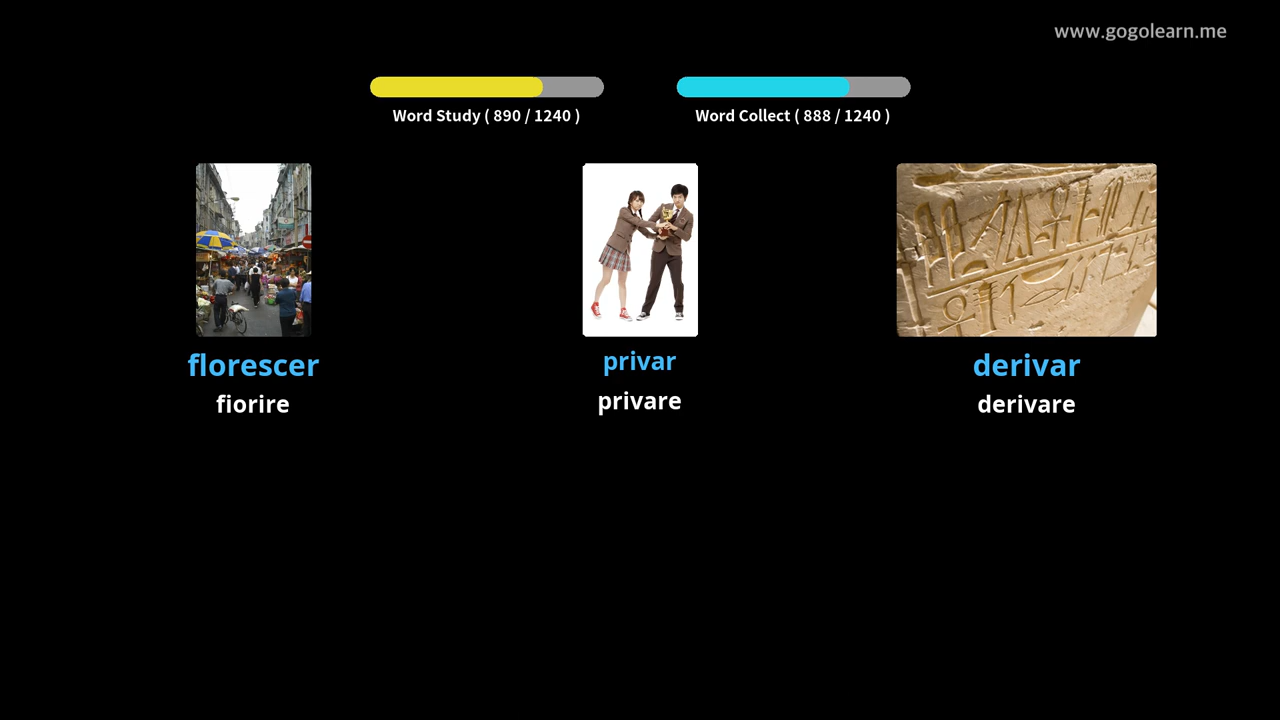 www.gogolearn.me
Word Study ( 890 / 1240 )
Word Collect ( 888 / 1240 )
florescer
fiorire
privar
privare
derivar
derivare